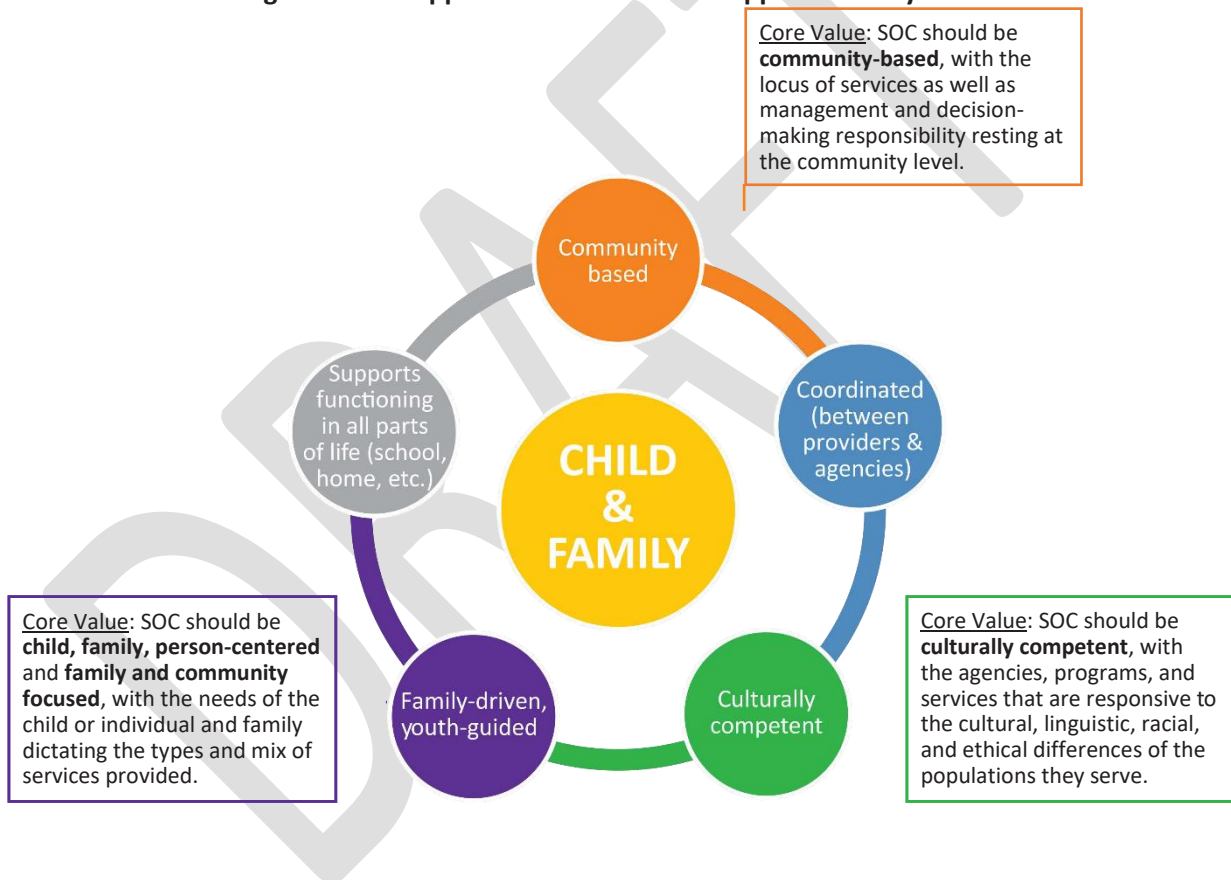 Core Value: SOC should be
community-based, with the
locus of services as well as
management and decision-
making responsibility resting at
the community level.
Community
based
Supports
functioning
in all parts
of life (school,
home, etc.)
Coordinated
(between
providers &
agencies)
CHILD
&
FAMILY
Core Value: SOC should be
child, family, person-centered
and family and community
focused, with the needs of the
child or individual and family
dictating the types and mix of
services provided.
Family-driven,
youth-guided
Culturally
competent
Core Value: SOC should be
culturally competent, with
the agencies, programs, and
services that are responsive to
the cultural, linguistic, racial,
and ethical differences of the
populations they serve.
DRAFT